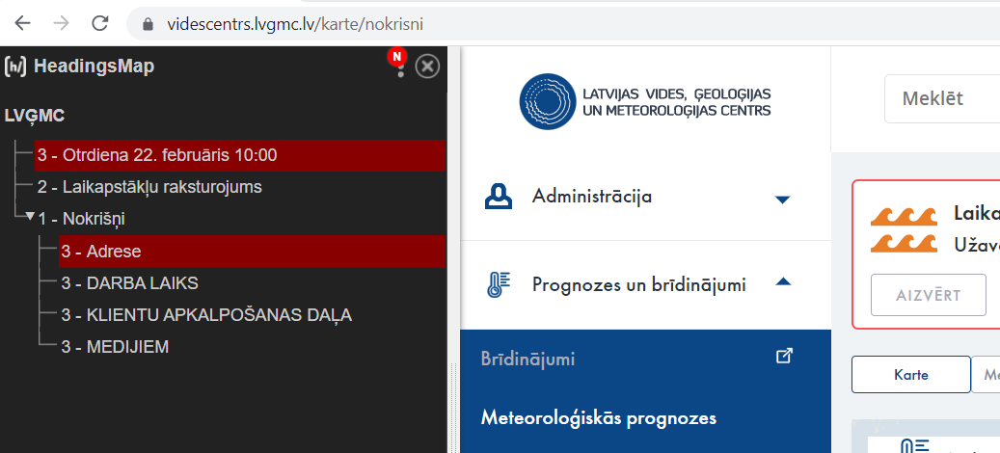 videscentrs.lvgmc.lv/karte/nokrisni
HeadingsMap
N
LVĢMC
3 - Otrdiena 22. februāris 10:00
2 - Laikapstākļu raksturojums
1 - Nokrišņi
3 - Adrese
3 - DARBA LAIKS
3 - KLIENTU APKALPOŠANAS DAĻA
3 - MEDIJIEM
LATVIJAS VIDES, ĢEOLOĢIJAS
UN METEOROLOĢIJAS CENTRS
Administrācija
Prognozes un brīdinājumi
Brīdinājumi
Meteoroloģiskās prognozes
Meklēt
Laika
Užav
AIZVĒRT
Karte
Me